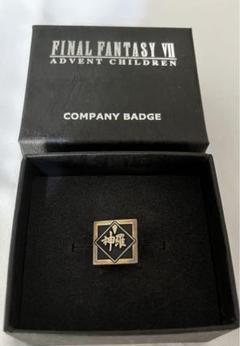 FINAL FANTASY VII
ADVENT CHILDREN
COMPANY BADGE
神羅